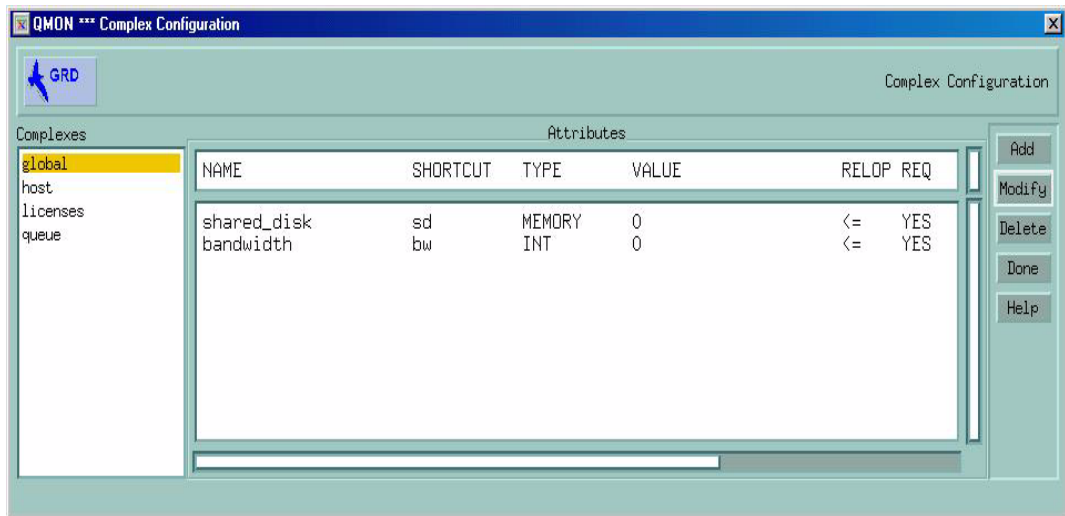 QMON *** Complex Configuration
GRD
Complex Configuration
Complexes
Attributes
global
host
licenses
queue
NAME SHORTCUT TYPE VALUE RELOP REQ
shared_disk sd MEMORY 0 <= YES
bandwidth bw INT 0 <= YES
Add
Modify
Delete
Done
Help